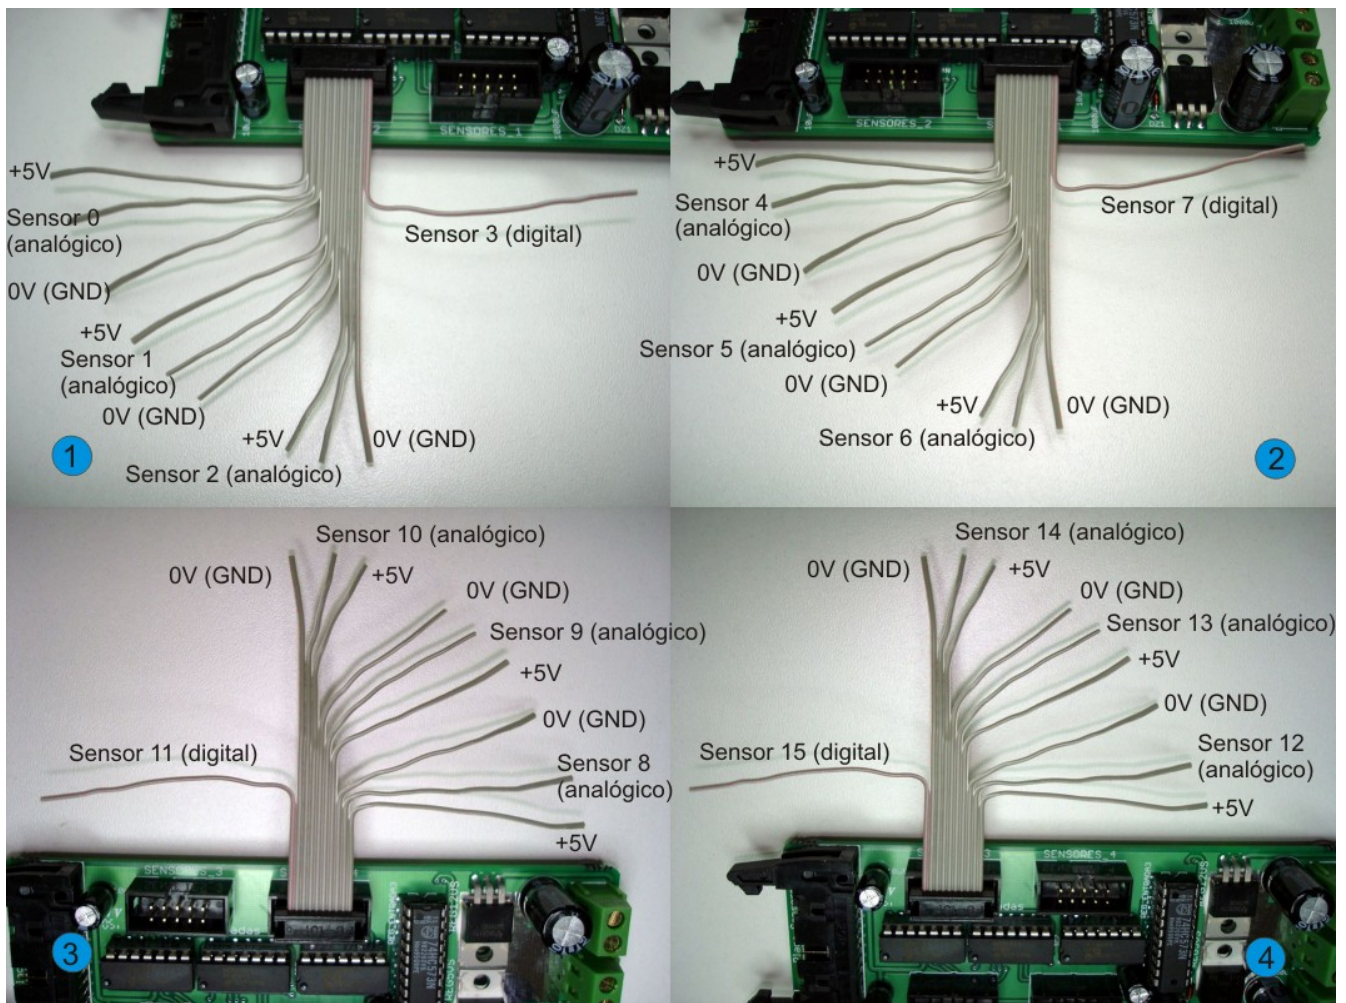 SENSORES_1
+5V
Sensor 0
(analógico)
Sensor 3 (digital)
0V (GND)
+5V
Sensor 1
(analógico)
0V (GND)
+5V
0V (GND)
Sensor 2 (analógico)
1
SENSORES_2
+5V
Sensor 4
(analógico)
Sensor 7 (digital)
0V (GND)
+5V
Sensor 5 (analógico)
0V (GND)
+5V
0V (GND)
Sensor 6 (analógico)
2
Sensor 10 (analógico)
0V (GND)
+5V
0V (GND)
Sensor 9 (analógico)
+5V
0V (GND)
Sensor 11 (digital)
Sensor 8
(analógico)
+5V
SENSORES_3
3
Sensor 14 (analógico)
0V (GND)
+5V
0V (GND)
Sensor 13 (analógico)
+5V
0V (GND)
Sensor 15 (digital)
Sensor 12
(analógico)
+5V
SENSORES_4
4